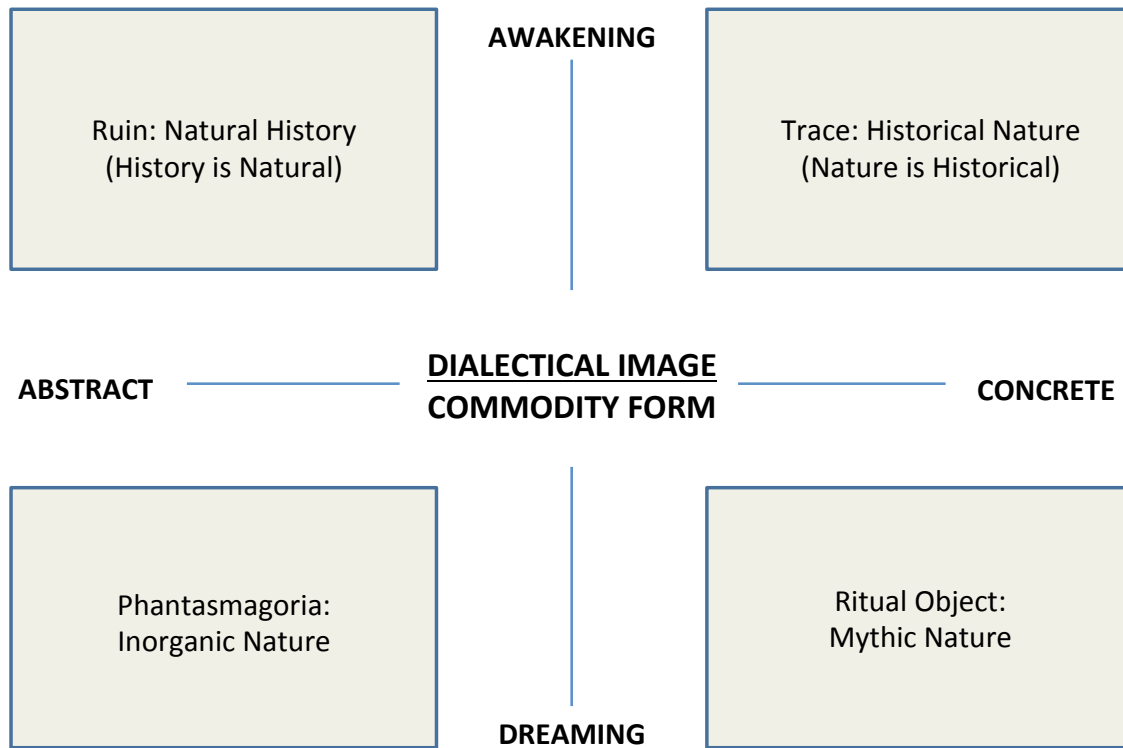 AWAKENING
Ruin: Natural History
(History is Natural)
Trace: Historical Nature
(Nature is Historical)
ABSTRACT
DIALECTICAL IMAGE
COMMODITY FORM
CONCRETE
Phantasmagoria:
Inorganic Nature
Ritual Object:
Mythic Nature
DREAMING